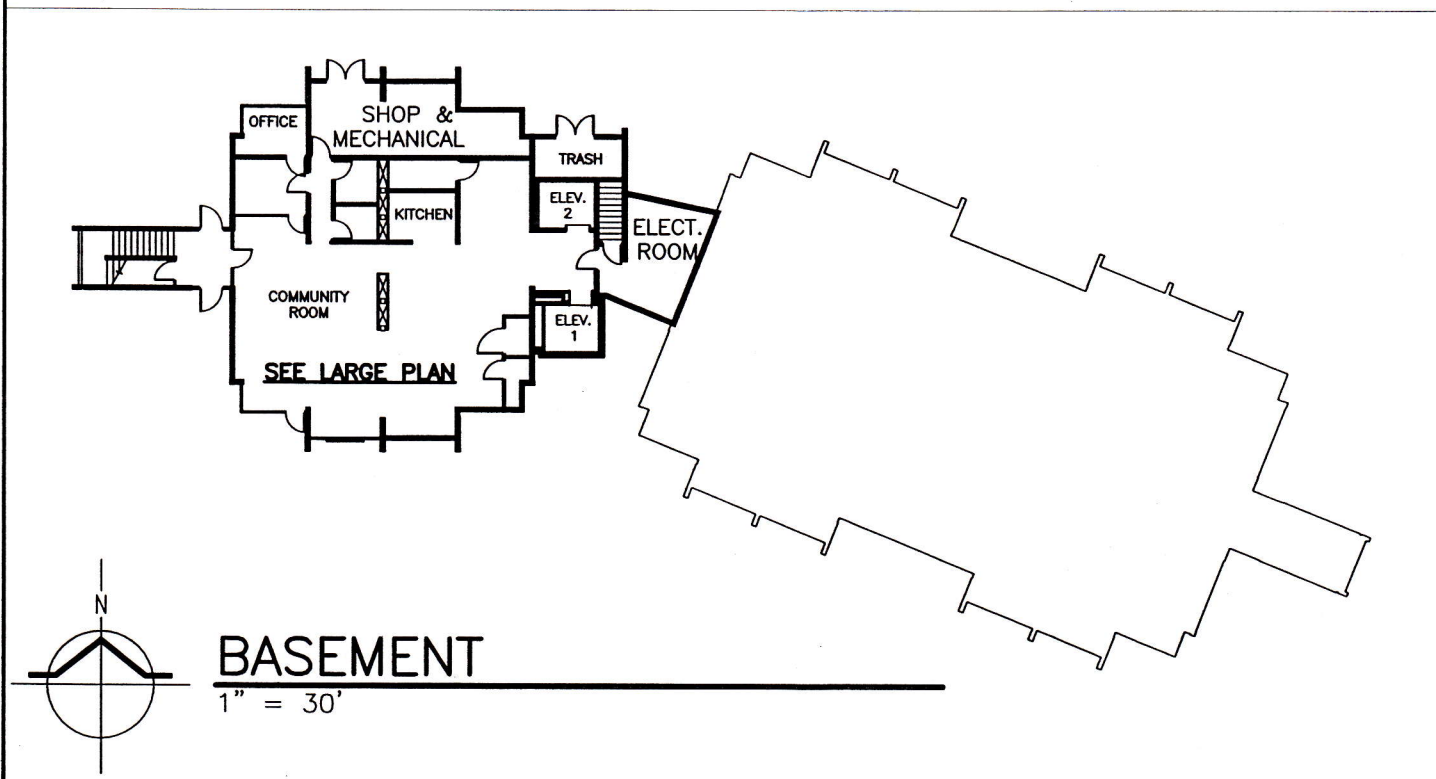 OFFICE
SHOP &
MECHANICAL
TRASH
ELEV.
2
KITCHEN
ELECT.
ROOM
COMMUNITY
ROOM
ELEV.
1
SEE LARGE PLAN
N
BASEMENT
1" = 30'